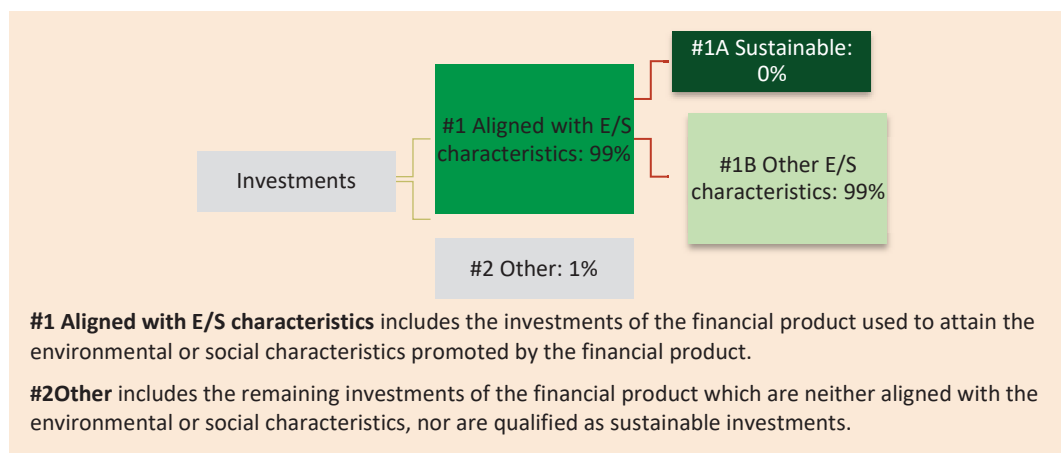 #1A Sustainable:
0%
#1 Aligned with E/S
characteristics: 99%
Investments
#1B Other E/S
characteristics: 99%
#2 Other: 1%
#1 Aligned with E/S characteristics includes the investments of the financial product used to attain the
environmental or social characteristics promoted by the financial product.
#2Other includes the remaining investments of the financial product which are neither aligned with the
environmental or social characteristics, nor are qualified as sustainable investments.